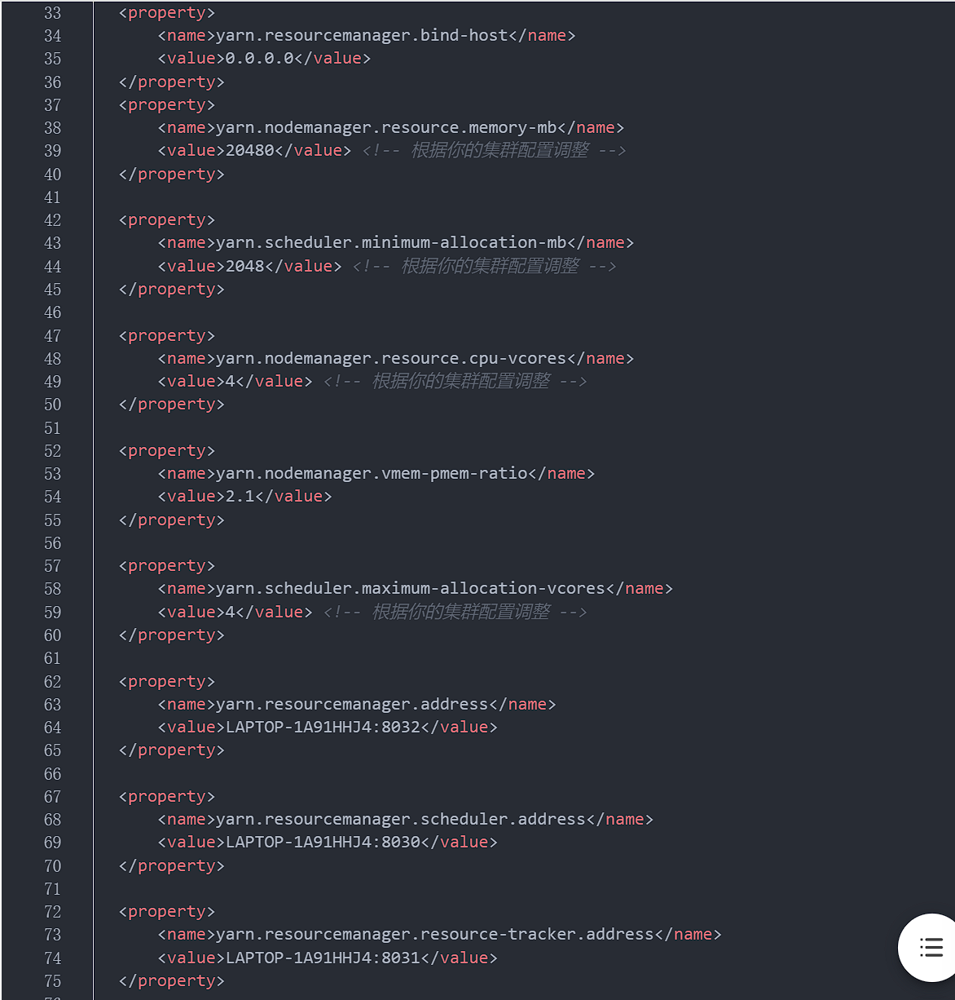 33 <property>
34 <name>yarn.resourcemanager.bind-host</name>
35 <value>0.0.0.0</value>
36 </property>
37 <property>
38 <name>yarn.nodemanager.resource.memory-mb</name>
39 <value>20480</value> <!-- 根据你的集群配置调整 -->
40 </property>
41
42 <property>
43 <name>yarn.scheduler.minimum-allocation-mb</name>
44 <value>2048</value> <!-- 根据你的集群配置调整 -->
45 </property>
46
47 <property>
48 <name>yarn.nodemanager.resource.cpu-vcores</name>
49 <value>4</value> <!-- 根据你的集群配置调整 -->
50 </property>
51
52 <property>
53 <name>yarn.nodemanager.vmem-pmem-ratio</name>
54 <value>2.1</value>
55 </property>
56
57 <property>
58 <name>yarn.scheduler.maximum-allocation-vcores</name>
59 <value>4</value> <!-- 根据你的集群配置调整 -->
60 </property>
61
62 <property>
63 <name>yarn.resourcemanager.address</name>
64 <value>LAPTOP-1A91HHJ4:8032</value>
65 </property>
66
67 <property>
68 <name>yarn.resourcemanager.scheduler.address</name>
69 <value>LAPTOP-1A91HHJ4:8030</value>
70 </property>
71
72 <property>
73 <name>yarn.resourcemanager.resource-tracker.address</name>
74 <value>LAPTOP-1A91HHJ4:8031</value>
75 </property>